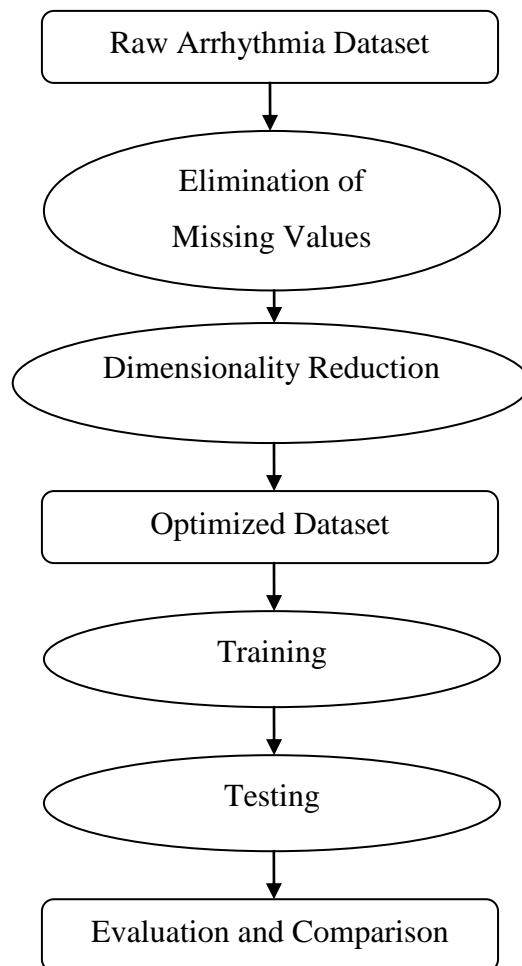 Raw Arrhythmia Dataset
Elimination of
Missing Values
Dimensionality Reduction
Optimized Dataset
Training
Testing
Evaluation and Comparison